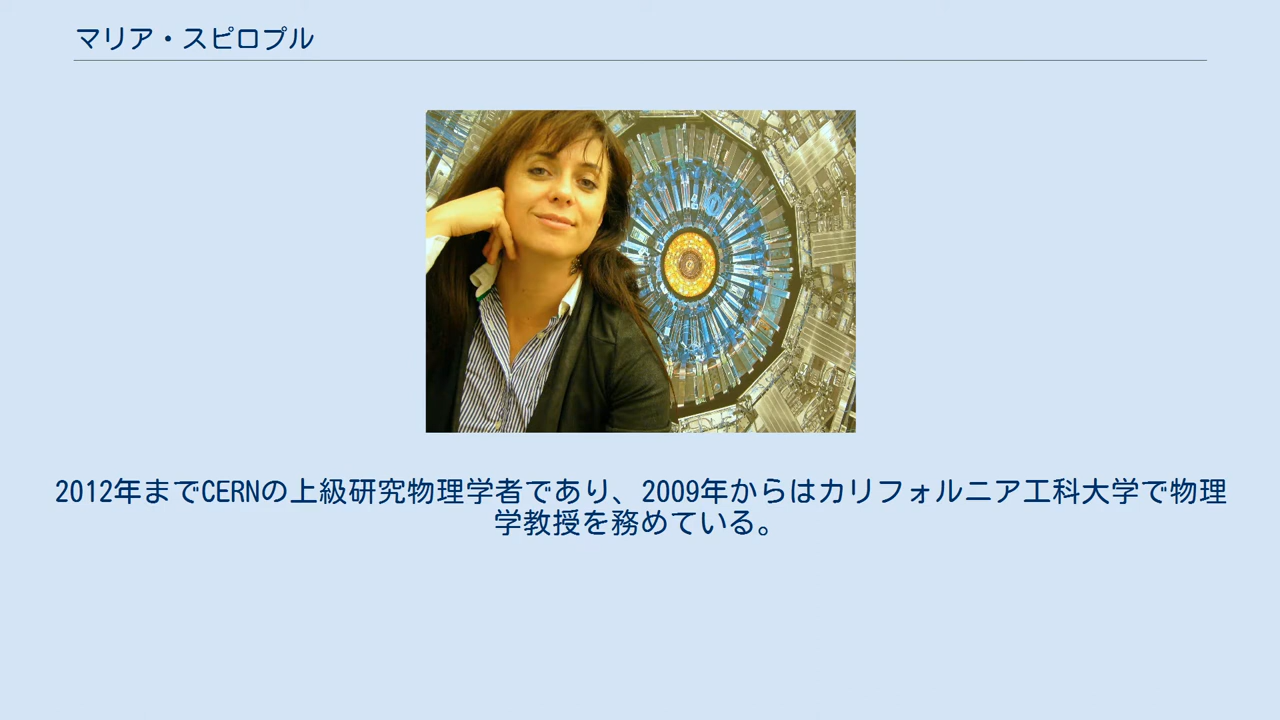 マリア・スピロプル
2012年までCERNの上級研究物理学者であり、2009年からはカリフォルニア工科大学で物理
学教授を務めている。